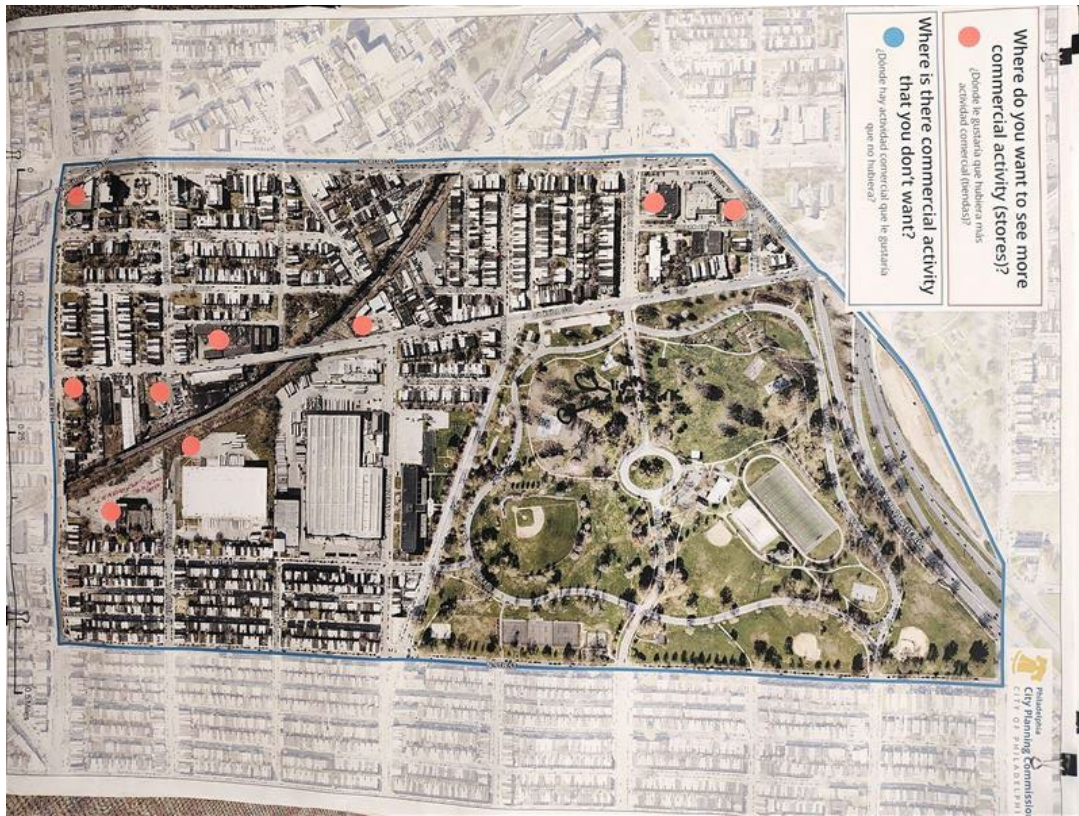 Where do you want to see more
commercial activity (stores)?
¿Dónde le gustaría que hubiera más
actividad comercial (tiendas)?
Where is there commercial activity
that you don't want?
¿Dónde hay actividad comercial que le gustaría
que no hubiera?
Philadelphia
City Planning Commissio
CITY OF PHILADELPHI